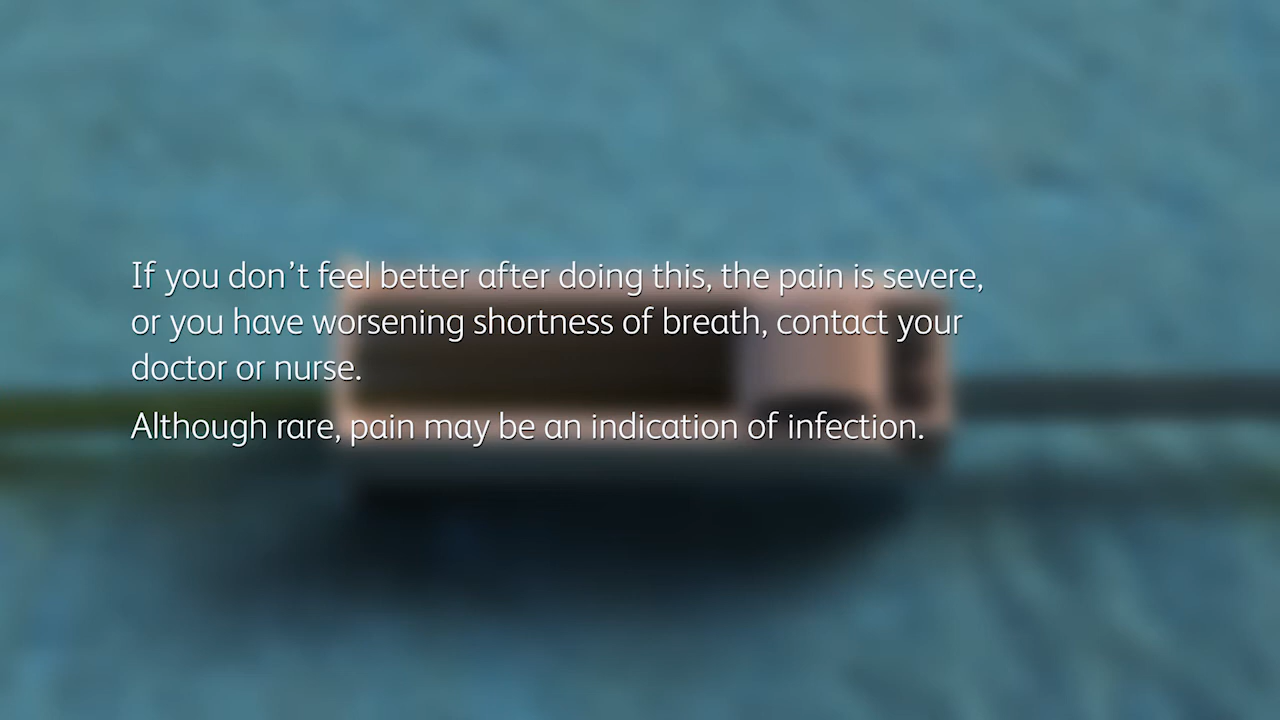 If you don’t feel better after doing this, the pain is severe,
or you have worsening shortness of breath, contact your
doctor or nurse.
Although rare, pain may be an indication of infection.